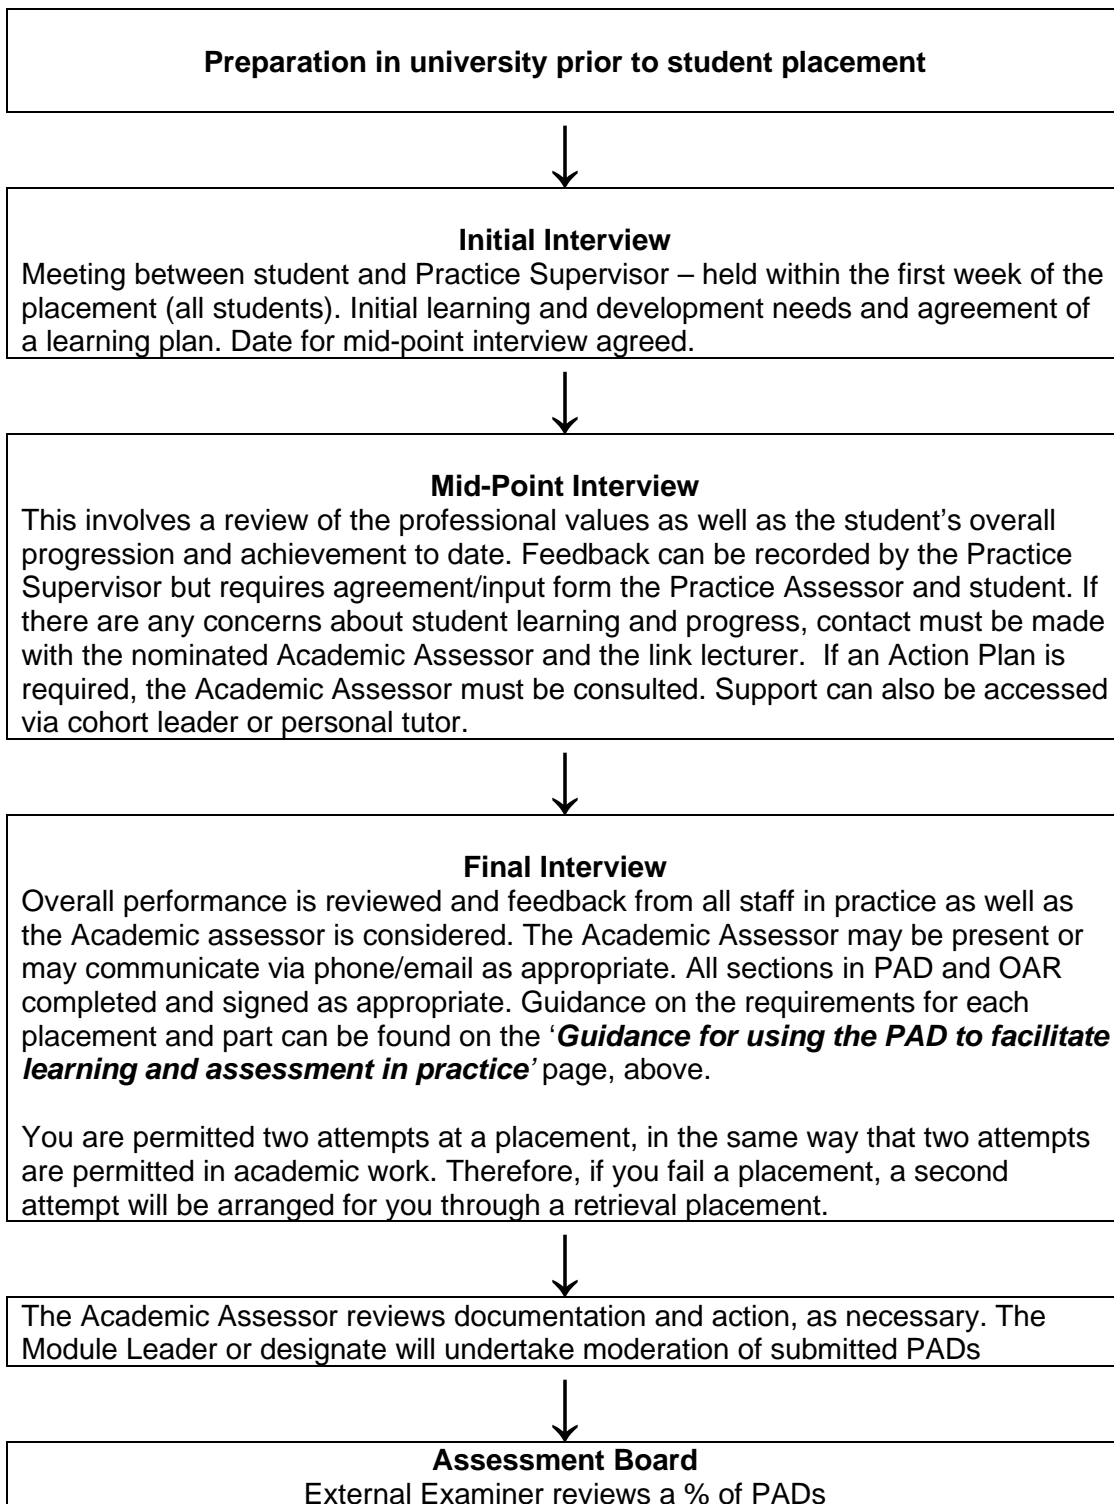 Preparation in university prior to student placement
Initial Interview
Meeting between student and Practice Supervisor – held within the first week of the
placement (all students). Initial learning and development needs and agreement of
a learning plan. Date for mid-point interview agreed.
Mid-Point Interview
This involves a review of the professional values as well as the student’s overall
progression and achievement to date. Feedback can be recorded by the Practice
Supervisor but requires agreement/input form the Practice Assessor and student. If
there are any concerns about student learning and progress, contact must be made
with the nominated Academic Assessor and the link lecturer.  If an Action Plan is
required, the Academic Assessor must be consulted. Support can also be accessed
via cohort leader or personal tutor.
Final Interview
Overall performance is reviewed and feedback from all staff in practice as well as
the Academic assessor is considered. The Academic Assessor may be present or
may communicate via phone/email as appropriate. All sections in PAD and OAR
completed and signed as appropriate. Guidance on the requirements for each
placement and part can be found on the ‘Guidance for using the PAD to facilitate
learning and assessment in practice’ page, above.
You are permitted two attempts at a placement, in the same way that two attempts
are permitted in academic work. Therefore, if you fail a placement, a second
attempt will be arranged for you through a retrieval placement.
The Academic Assessor reviews documentation and action, as necessary. The
Module Leader or designate will undertake moderation of submitted PADs
Assessment Board
External Examiner reviews a % of PADs